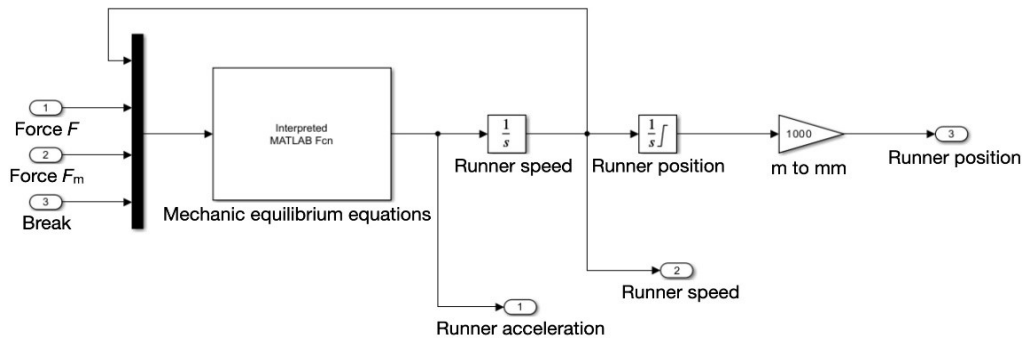 1
Force F
2
Force Fm
3
Break
Interpreted
MATLAB Fcn
Mechanic equilibrium equations
1
s
Runner speed
1
s
Runner position
1000
m to mm
3
Runner position
2
Runner speed
1
Runner acceleration